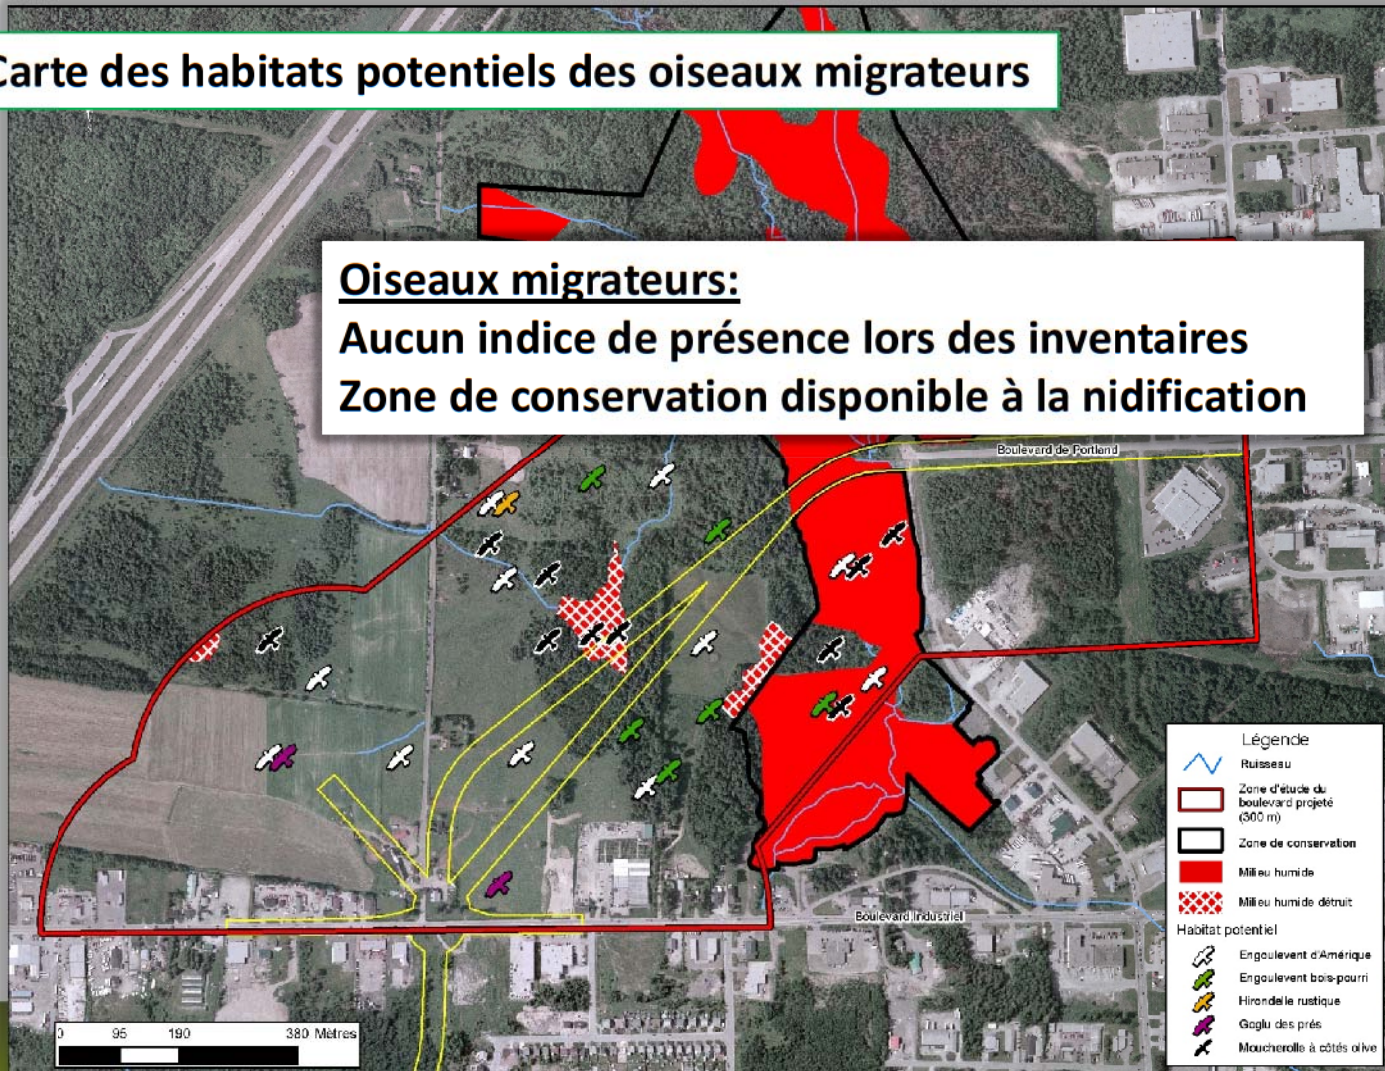 Carte des habitats potentiels des oiseaux migrateurs
Oiseaux migrateurs:
Aucun indice de présence lors des inventaires
Zone de conservation disponible à la nidification
Boulevard de Portland
Boulevard Industriel
Légende
Ruisseau
Zone d'étude du
boulevard projeté
(300 m)
Zone de conservation
Milieu humide
Milieu humide détruit
Habitat potentiel
Engoulevent d'Amérique
Engoulevent bois-pourri
Hirondelle rustique
Goglu des prés
Moucherolle à côtés olive
0 95 190 380 Mètres